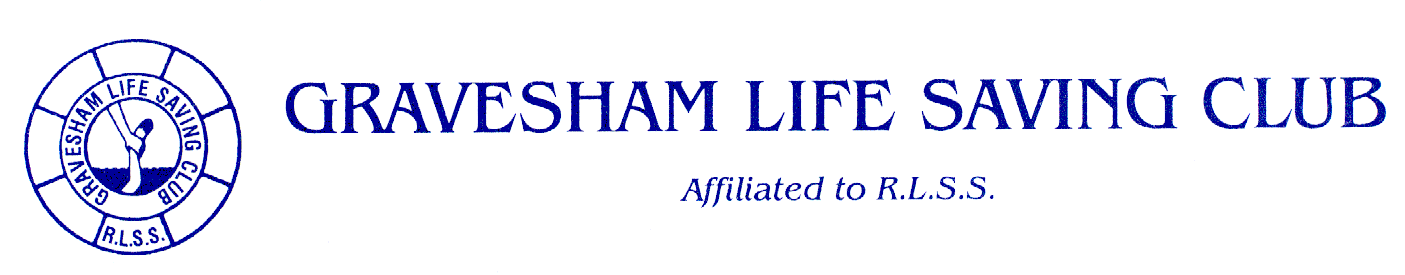 GRAVESHAM LIFE SAVING CLUB
R.L.S.S.
GRAVESHAM LIFE SAVING CLUB
Affiliated to R.L.S.S.